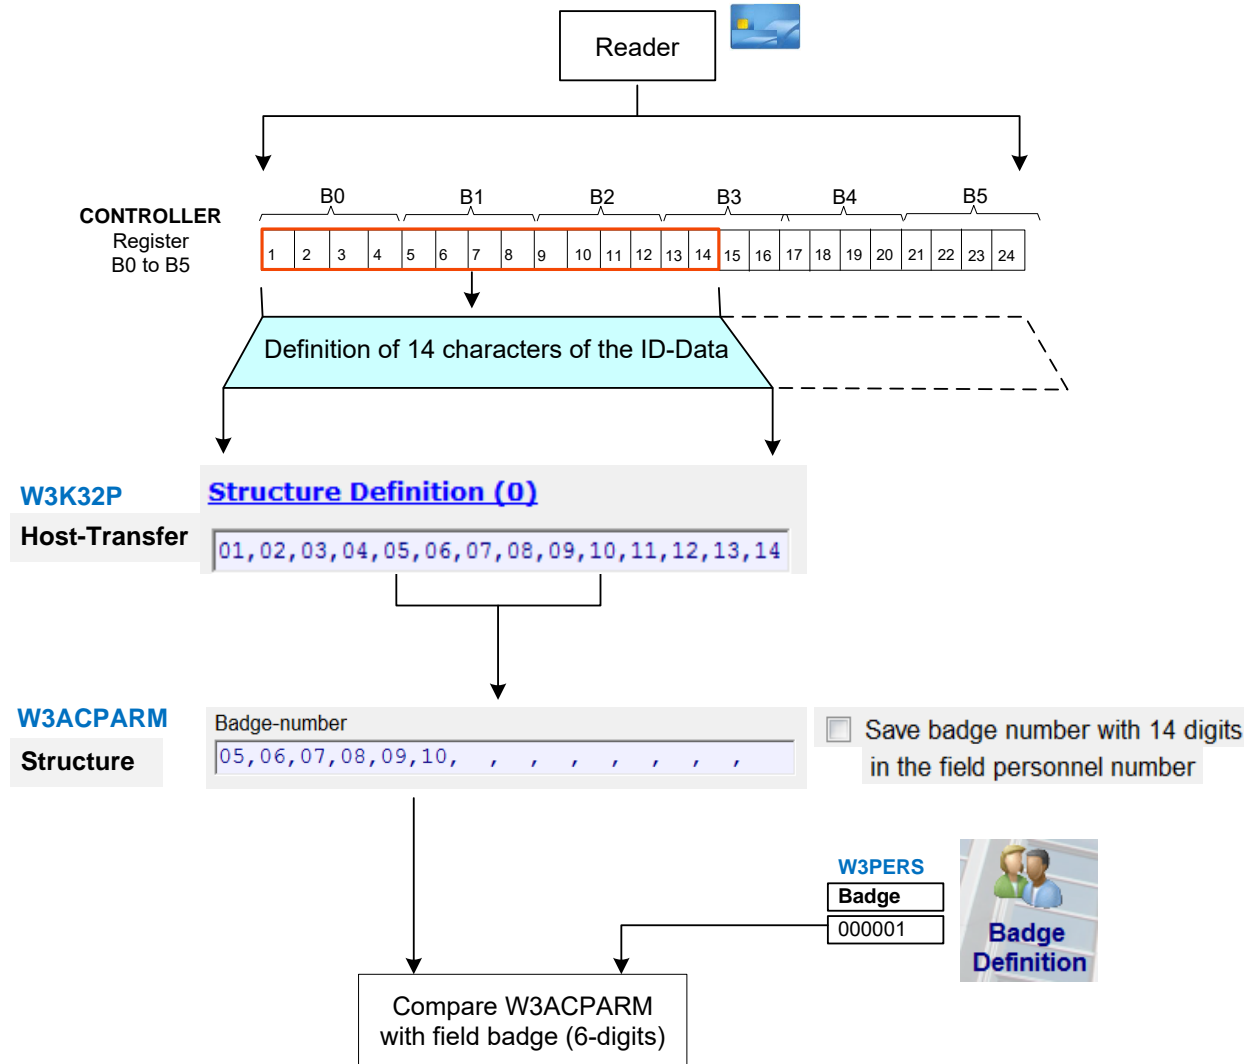 Reader
B0 B1 B2 B3 B4 B5
CONTROLLER
Register
B0 to B5
1 2 3 4 5 6 7 8 9 10 11 12 13 14 15 16 17 18 19 20 21 22 23 24
Definition of 14 characters of the ID-Data
W3K32P
Host-Transfer
Structure Definition (0)
01,02,03,04,05,06,07,08,09,10,11,12,13,14
W3ACPARM
Structure
Badge-number
05,06,07,08,09,10, , , , , , , ,
Save badge number with 14 digits
in the field personnel number
W3PERS
Badge
000001
Badge
Definition
Compare W3ACPARM
with field badge (6-digits)